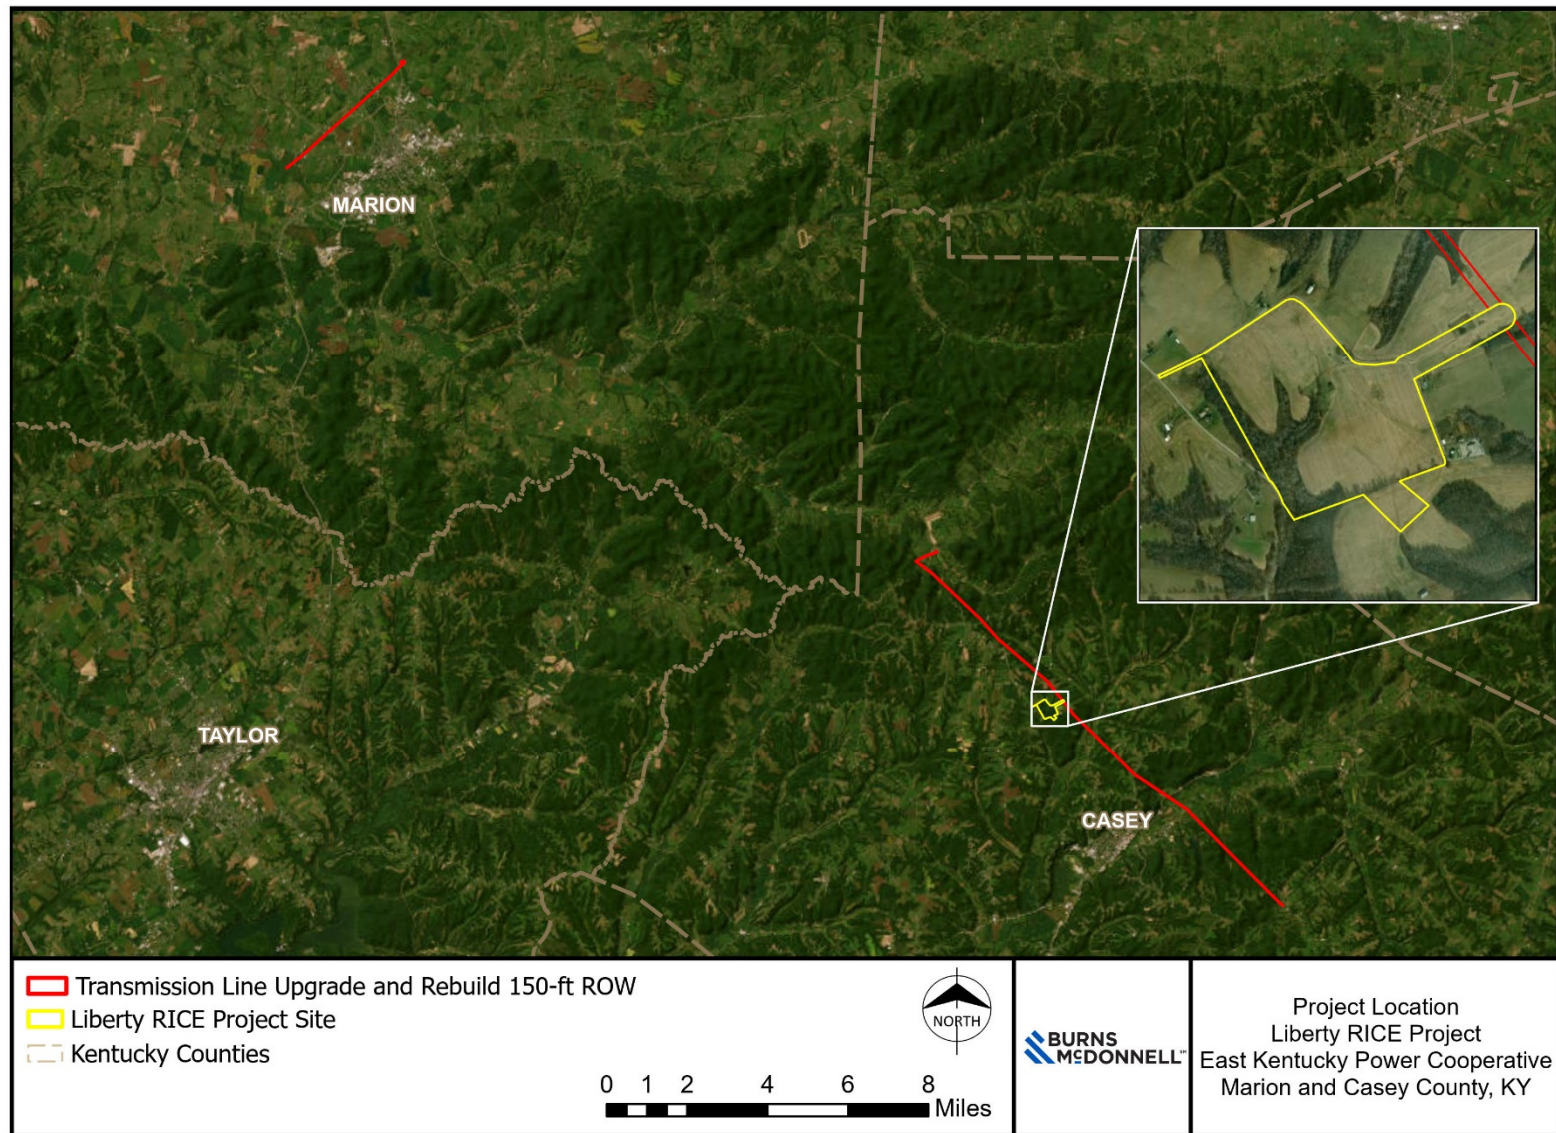 MARION
TAYLOR
CASEY
Transmission Line Upgrade and Rebuild 150-ft ROW
Liberty RICE Project Site
Kentucky Counties
NORTH
0 1 2 4 6 8
Miles
BURNS
McDONNELL℠
Project Location
Liberty RICE Project
East Kentucky Power Cooperative
Marion and Casey County, KY